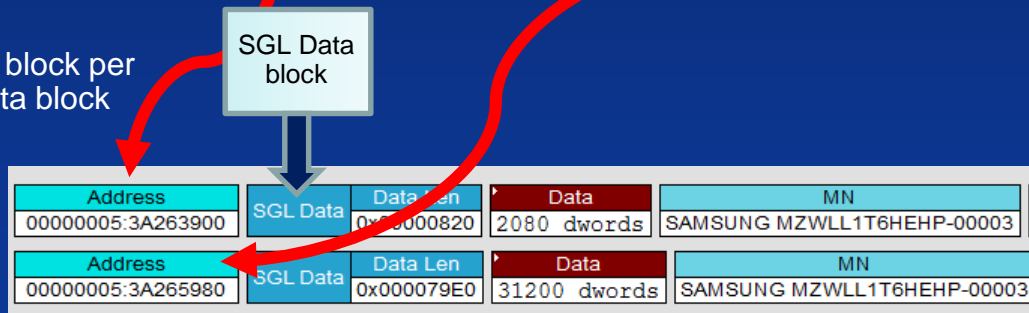 SGL Data
block
block per
ta block
Address
SGL Data
Data Len
Data
MN
00000005:3A263900
0x00000820
2080 dwords
SAMSUNG MZWLL1T6HEHP-00003
Address
SGL Data
Data Len
Data
MN
00000005:3A265980
0x000079E0
31200 dwords
SAMSUNG MZWLL1T6HEHP-00003